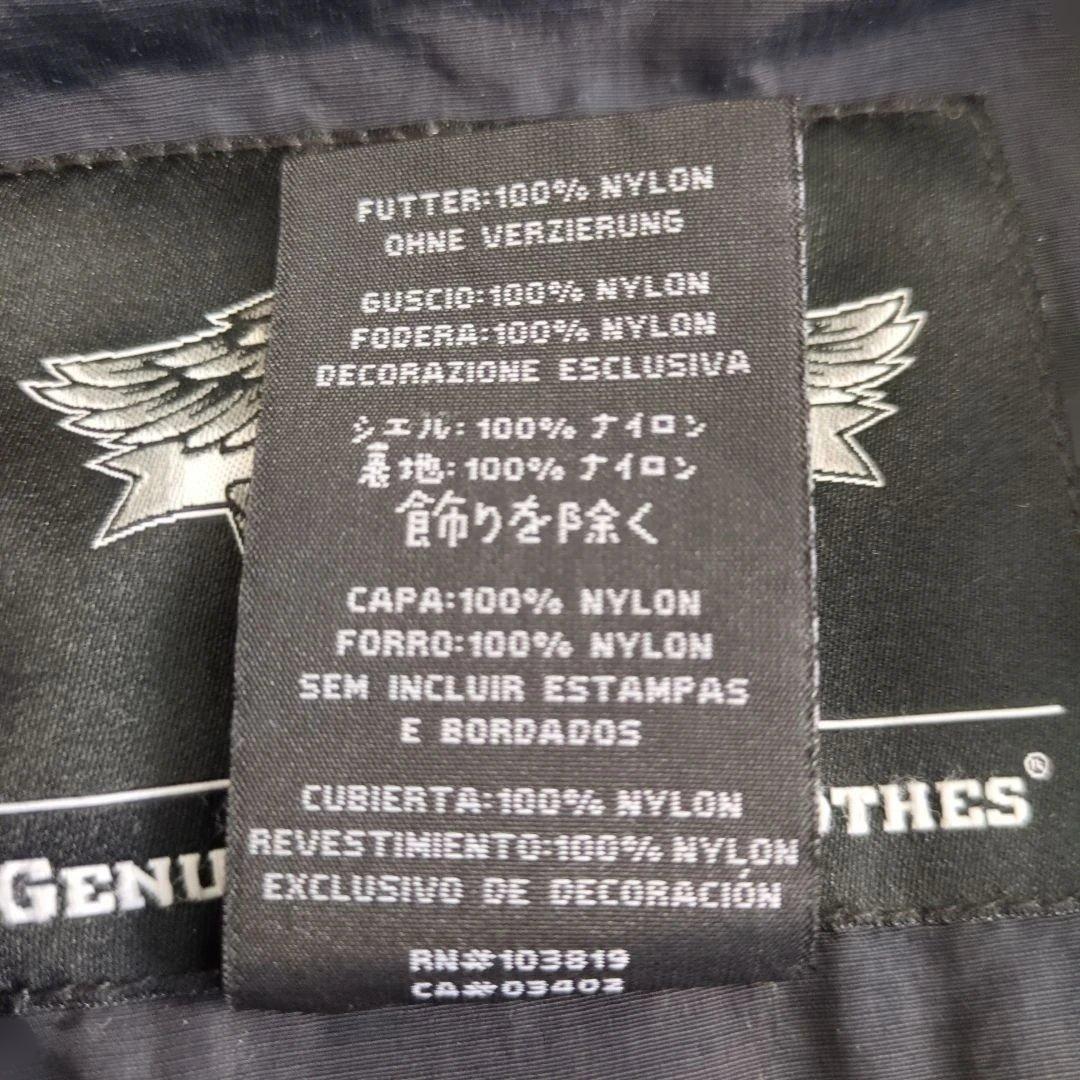 FUTTER:100% NYLON
OHNE VERZIERUNG
GUSCIO:100% NYLON
FODERA:100% NYLON
DECORAZIONE ESCLUSIVA
シエル: 100% ナイロン
裏地: 100% ナイロン
飾りを除く
CAPA:100% NYLON
FORRO:100% NYLON
SEM INCLUIR ESTAMPAS
E BORDADOS
CUBIERTA:100% NYLON
REVESTIMIENTO:100% NYLON
EXCLUSIVO DE DECORACIÓN
RN#103819
CA#03402
GENU
OTHES®